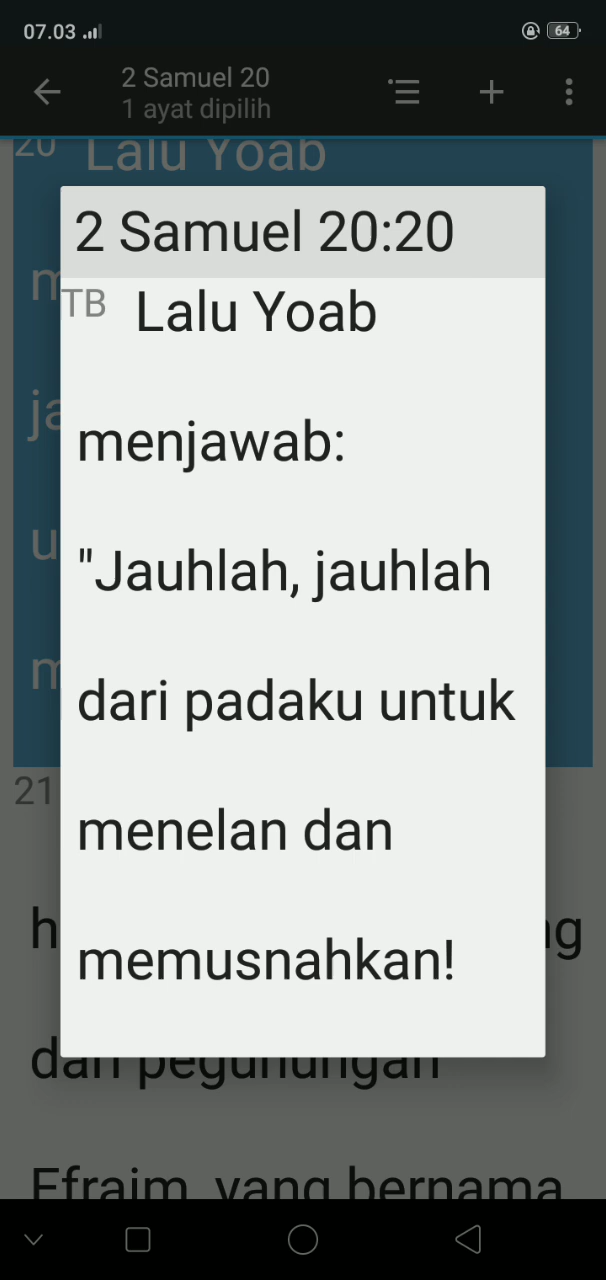 07.03
64
2 Samuel 20
1 ayat dipilih
20 Lalu Yoab
2 Samuel 20:20
TB Lalu Yoab
menjawab:
"Jauhlah, jauhlah
dari padaku untuk
menelan dan
memusnahkan!
21
dari pegunungan
Efraim, yang bernama